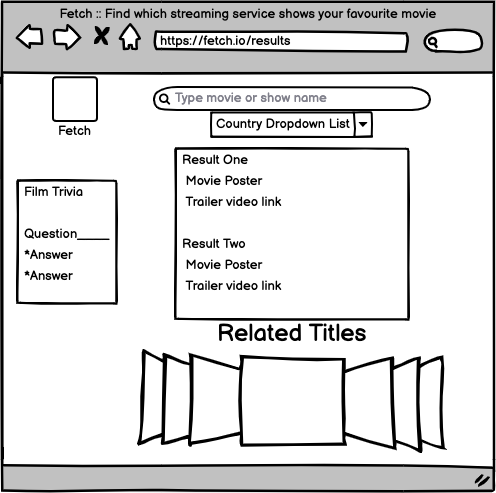 Fetch :: Find which streaming service shows your favourite movie
https://fetch.io/results
Fetch
Type movie or show name
Country Dropdown List
Film Trivia
Question_____
*Answer
*Answer
Result One
Movie Poster
Trailer video link
Result Two
Movie Poster
Trailer video link
Related Titles